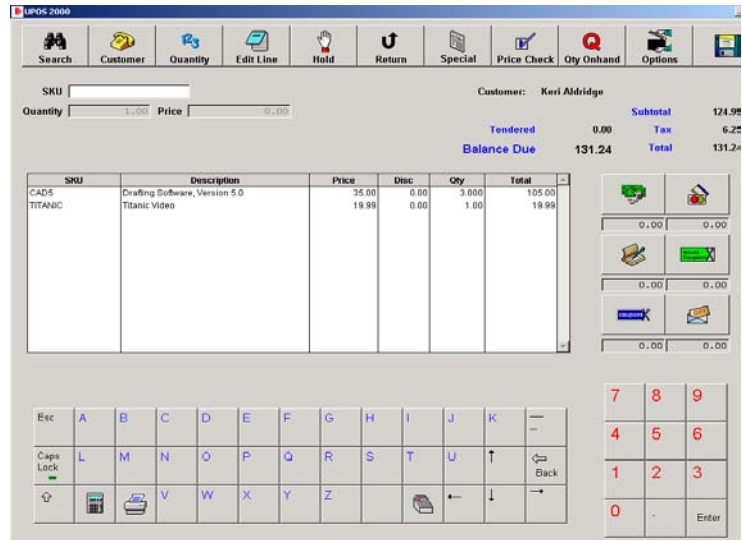 UPOS 2000
Search Customer Quantity Edit Line Hold Return Special Price Check Qty Onhand Options
SKU
Customer: Keri Aldridge
Quantity 1.00 Price 0.00
Subtotal 124.99
Tendered 0.00 Tax 6.25
Balance Due 131.24 Total 131.24
SKU Description Price Disc Qty Total
CAD5 Drafting Software, Version 5.0 35.00 0.00 3.000 105.00
TITANIC Titanic Video 19.99 0.00 1.00 19.99
0.00 0.00
0.00 0.00
0.00 0.00
7 8 9
Esc A B C D E F G H I J K
4 5 6
Caps Lock L M N O P Q R S T U Back
1 2 3
V W X Y Z
0 . Enter